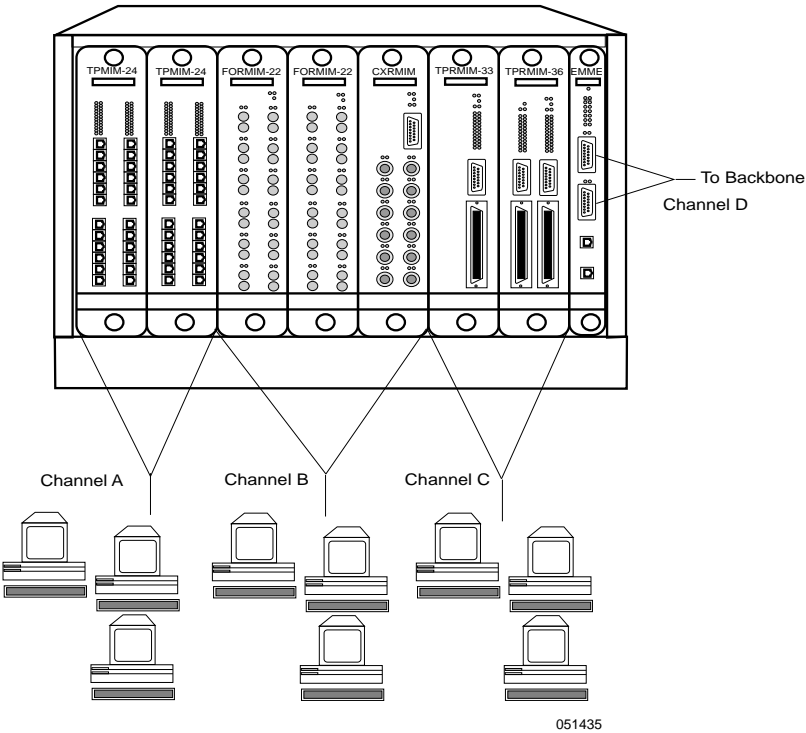 TPMIM-24 TPMIM-24 FORMIM-22 FORMIM-22 CXRMIM TPRMIM-33 TPRMIM-36 EMME
To Backbone
Channel D
Channel A Channel B Channel C
051435